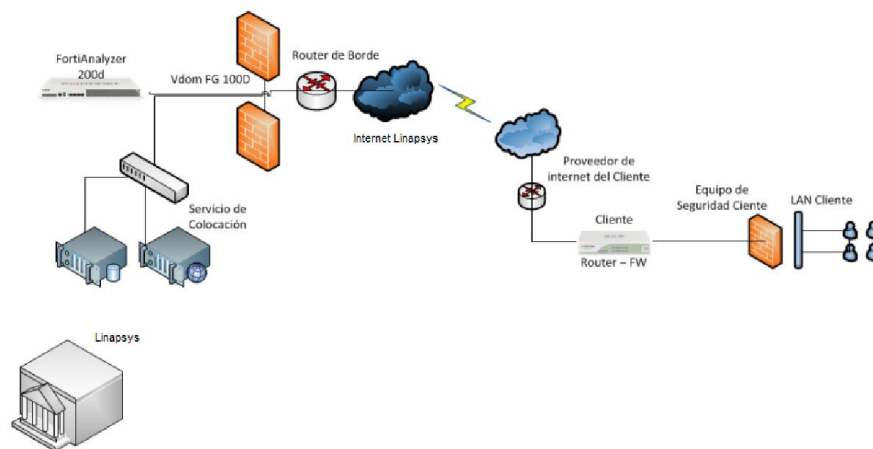 FortiAnalyzer
200d
Vdom FG 100D
Router de Borde
Internet Linapsys
Servicio de
Colocación
Proveedor de
internet del Cliente
Cliente
Router – FW
Equipo de
Seguridad Ciente
LAN Cliente
Linapsys